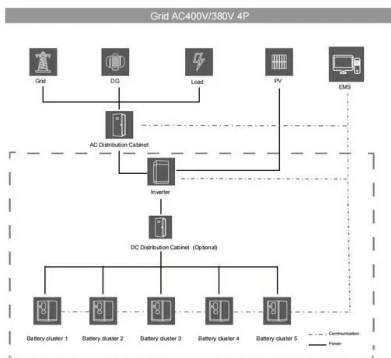 Grid AC400V/380V 4P
Grid
DG
Load
PV
EMS
AC Distribution Cabinet
Inverter
DC Distribution Cabinet (Optional)
Battery cluster 1
Battery cluster 2
Battery cluster 3
Battery cluster 4
Battery cluster 5
Communication
Power